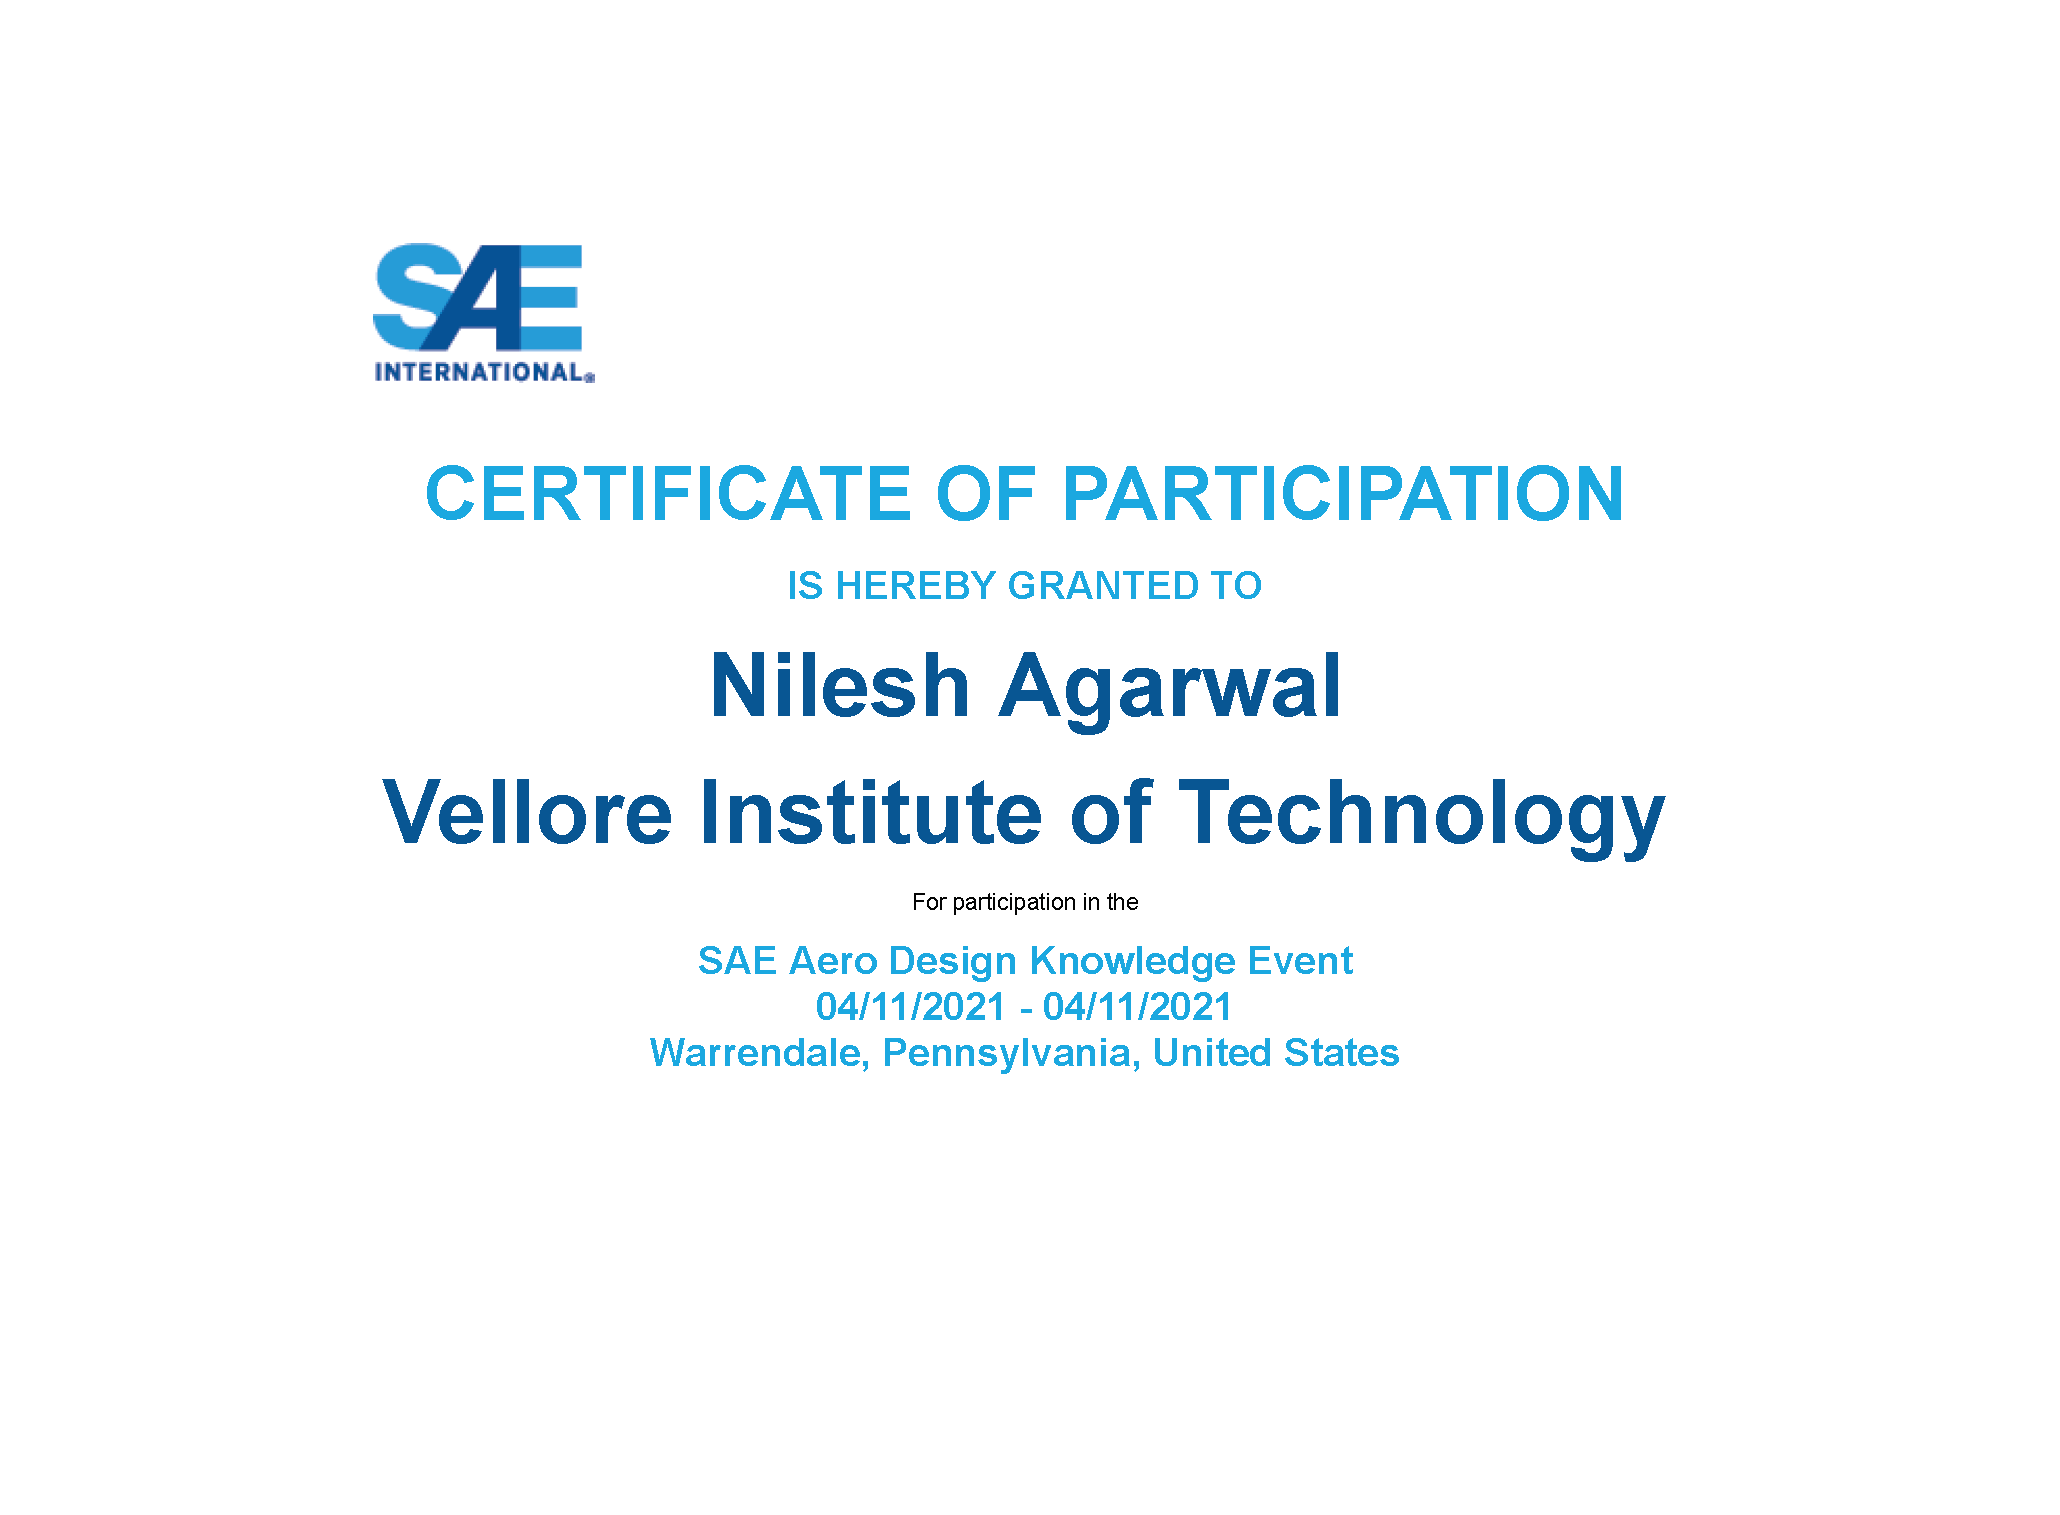 SAE
INTERNATIONAL®
CERTIFICATE OF PARTICIPATION
IS HEREBY GRANTED TO
Nilesh Agarwal
Vellore Institute of Technology
For participation in the
SAE Aero Design Knowledge Event
04/11/2021 - 04/11/2021
Warrendale, Pennsylvania, United States